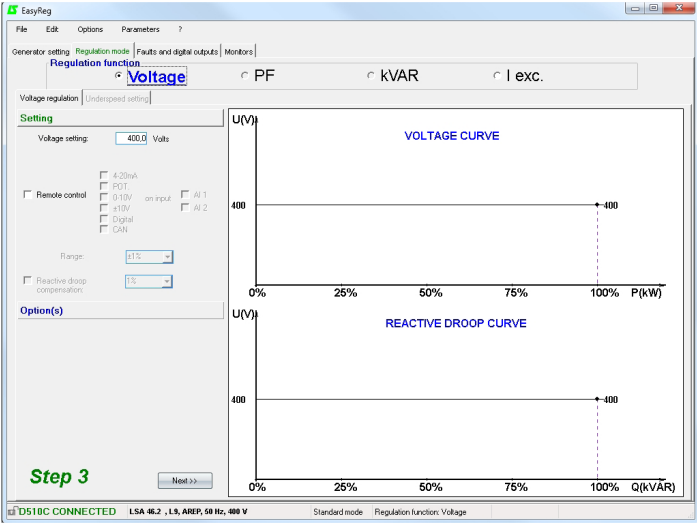 EasyReg
File Edit Options Parameters ?
Generator setting Regulation mode Faults and digital outputs Monitors
Regulation function
Voltage PF kVAR I exc.
Voltage regulation Underspeed setting
Setting
Voltage setting: 400,0 Volts
Remote control
4-20mA
POT.
0-10V
±10V
Digital
CAN
on input
AI 1
AI 2
Range: ±1%
Reactive droop
compensation: 1%
Option(s)
Step 3
Next >>
U(V)
VOLTAGE CURVE
400 400
0% 25% 50% 75% 100% P(kW)
U(V)
REACTIVE DROOP CURVE
400 400
0% 25% 50% 75% 100% Q(kVAR)
D510C CONNECTED LSA 46.2 , L9, AREP, 50 Hz, 400 V Standard mode Regulation function: Voltage